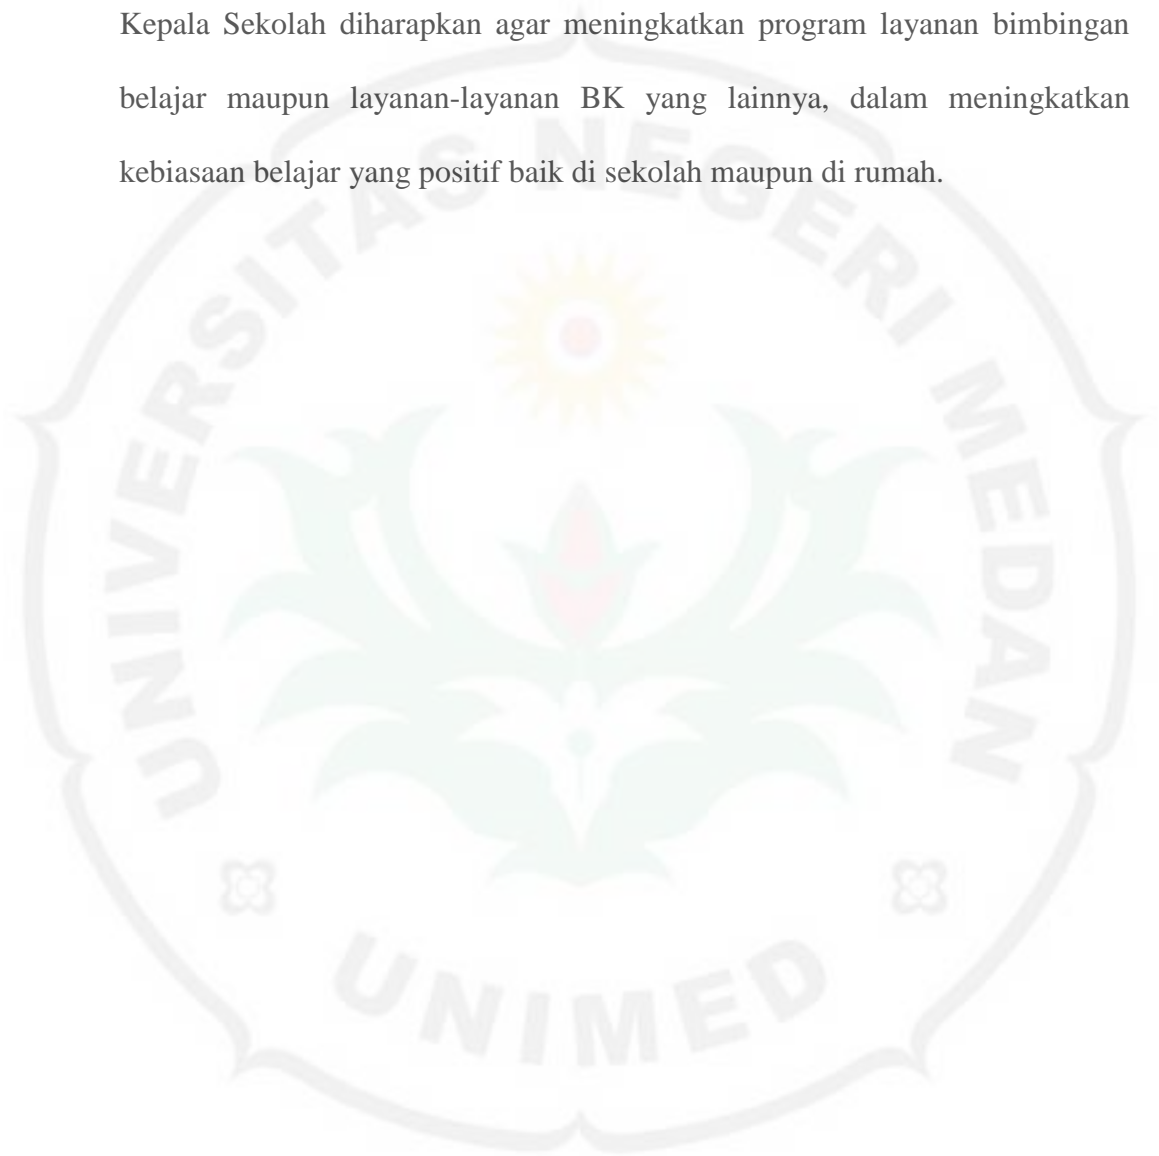 Kepala Sekolah diharapkan agar meningkatkan program layanan bimbingan
belajar maupun layanan-layanan BK yang lainnya, dalam meningkatkan
kebiasaan belajar yang positif baik di sekolah maupun di rumah.
UNIVERSITAS NEGERI MEDAN
UNIMED